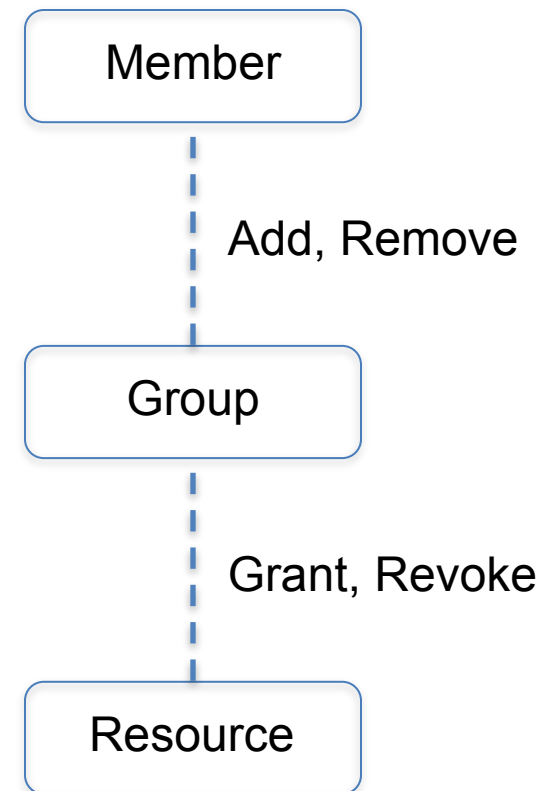 Member
Add, Remove
Group
Grant, Revoke
Resource